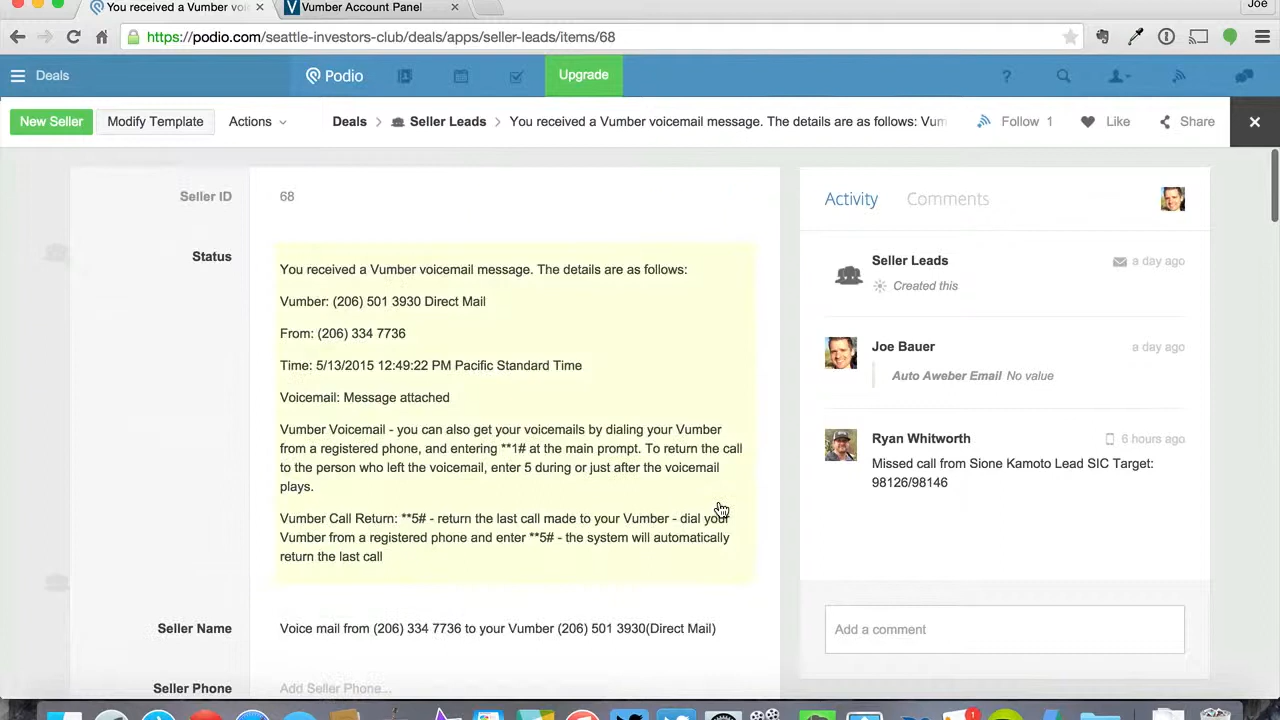 You received a Vumber voi
Vumber Account Panel
Joe
https://podio.com/seattle-investors-club/deals/apps/seller-leads/items/68
Deals
Podio
Upgrade
?
New Seller
Modify Template
Actions
Deals > Seller Leads > You received a Vumber voicemail message. The details are as follows: Vum
Follow 1
Like
Share
Seller ID
68
Status
You received a Vumber voicemail message. The details are as follows:
Vumber: (206) 501 3930 Direct Mail
From: (206) 334 7736
Time: 5/13/2015 12:49:22 PM Pacific Standard Time
Voicemail: Message attached
Vumber Voicemail - you can also get your voicemails by dialing your Vumber
from a registered phone, and entering **1# at the main prompt. To return the call
to the person who left the voicemail, enter 5 during or just after the voicemail
plays.
Vumber Call Return: **5# - return the last call made to your Vumber - dial your
Vumber from a registered phone and enter **5# - the system will automatically
return the last call
Seller Name
Voice mail from (206) 334 7736 to your Vumber (206) 501 3930(Direct Mail)
Seller Phone
Add Seller Phone...
Activity
Comments
Seller Leads
a day ago
Created this
Joe Bauer
a day ago
Auto Aweber Email No value
Ryan Whitworth
6 hours ago
Missed call from Sione Kamoto Lead SIC Target:
98126/98146
Add a comment
1